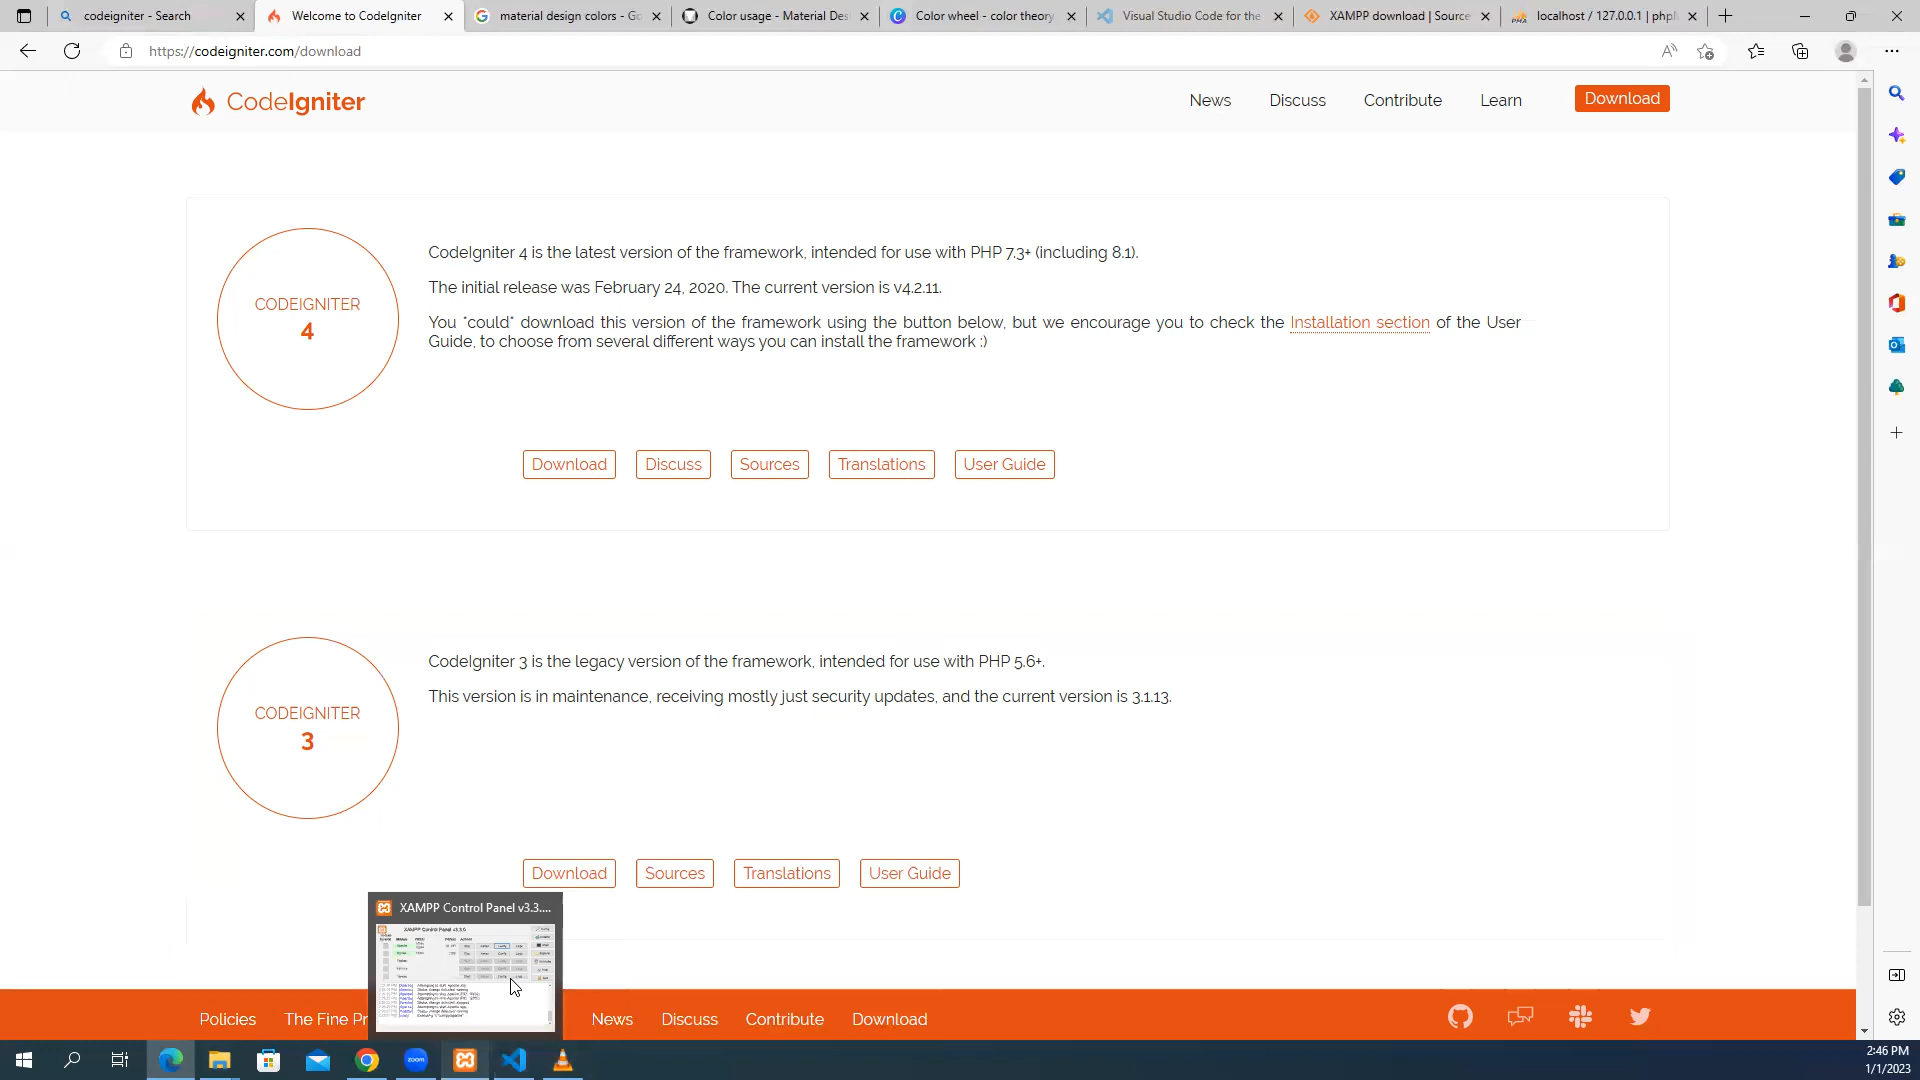 codeigniter - Search
Welcome to CodeIgniter
material design colors - Go
Color usage - Material Des
Color wheel - color theory
Visual Studio Code for the
XAMPP download | Source
localhost / 127.0.0.1 | php
https://codeigniter.com/download
CodeIgniter
News
Discuss
Contribute
Learn
Download
CODEIGNITER
4
CodeIgniter 4 is the latest version of the framework, intended for use with PHP 7.3+ (including 8.1).
The initial release was February 24, 2020. The current version is v4.2.11.
You *could* download this version of the framework using the button below, but we encourage you to check the Installation section of the User
Guide, to choose from several different ways you can install the framework :)
Download
Discuss
Sources
Translations
User Guide
CODEIGNITER
3
CodeIgniter 3 is the legacy version of the framework, intended for use with PHP 5.6+.
This version is in maintenance, receiving mostly just security updates, and the current version is 3.1.13.
Download
Sources
Translations
User Guide
XAMPP Control Panel v3.3....
XAMPP Control Panel v3.3.0
Policies
The Fine Pr
News
Discuss
Contribute
Download
zoom
2:46 PM
1/1/2023